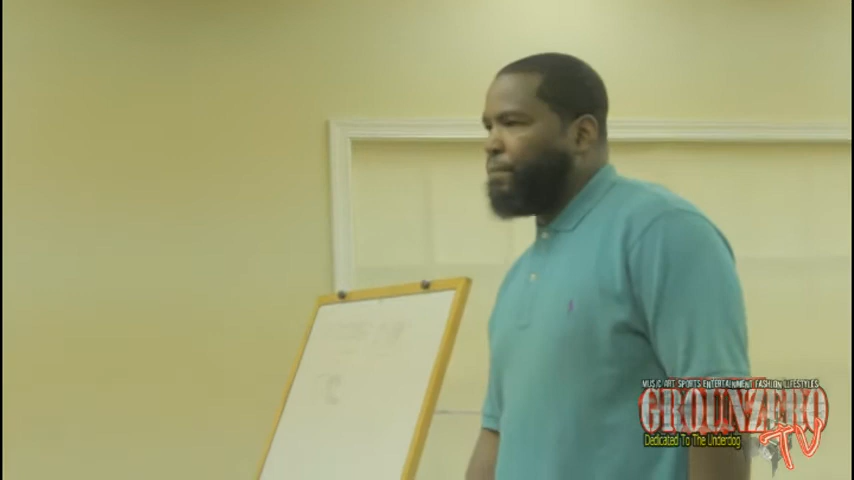 MUSIC ART SPORTS ENTERTAINMENT FASHION LIFESTYLES
GROUNZERO
Dedicated To The Underdog
TV